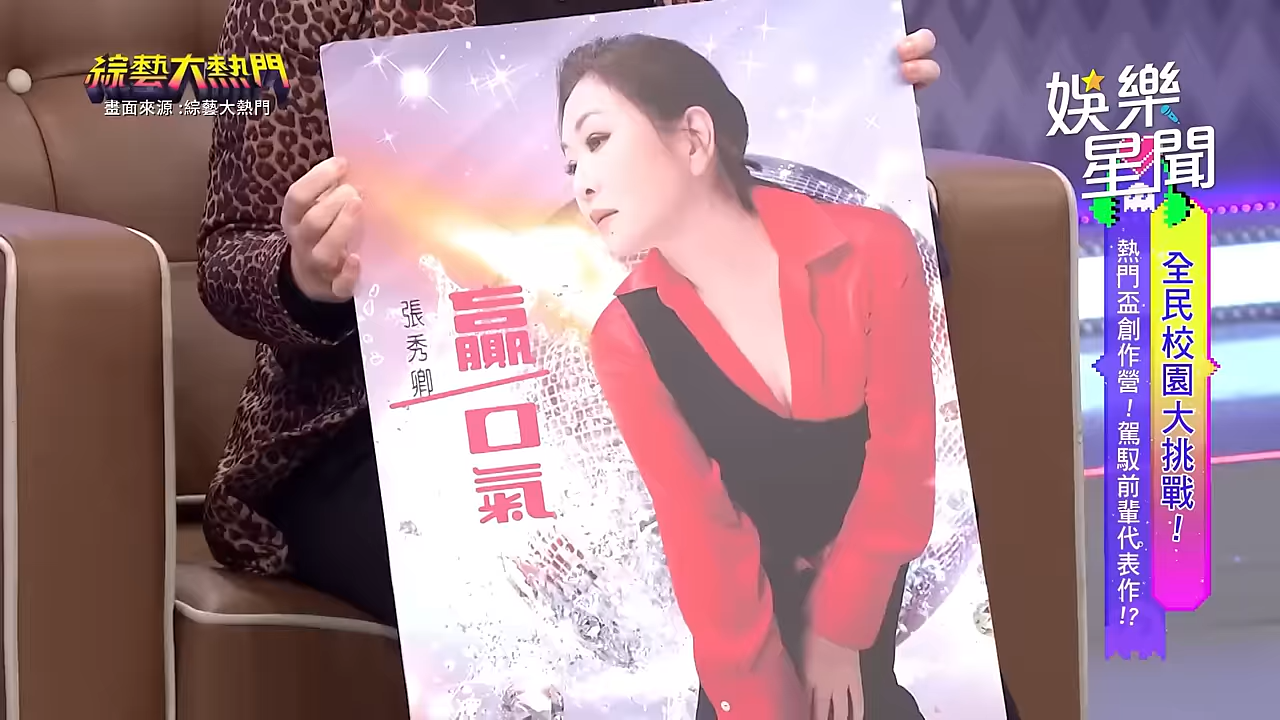 綜藝大熱門
畫面來源:綜藝大熱門
娛樂
星聞
全民校園大挑戰!
熱門盃創作營!駕馭前輩代表作!?
張秀卿
贏口氣